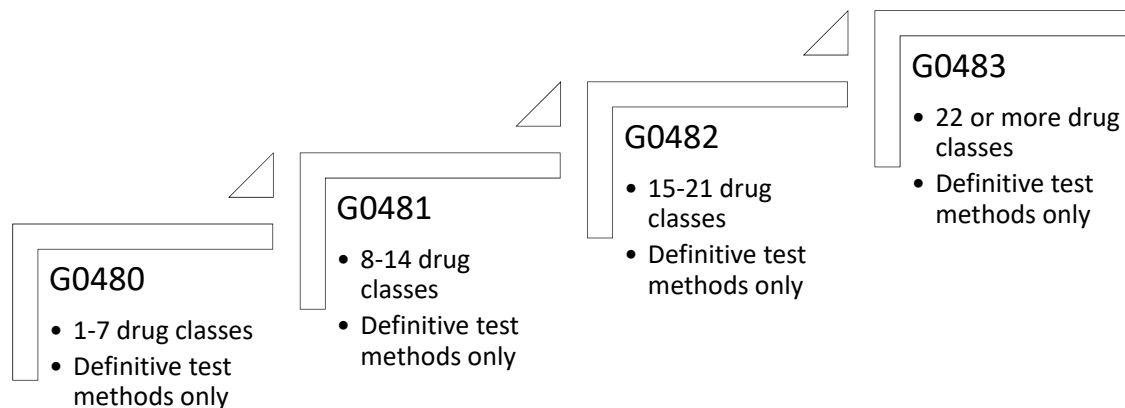 G0480
• 1-7 drug classes
• Definitive test
methods only
G0481
• 8-14 drug
classes
• Definitive test
methods only
G0482
• 15-21 drug
classes
• Definitive test
methods only
G0483
• 22 or more drug
classes
• Definitive test
methods only